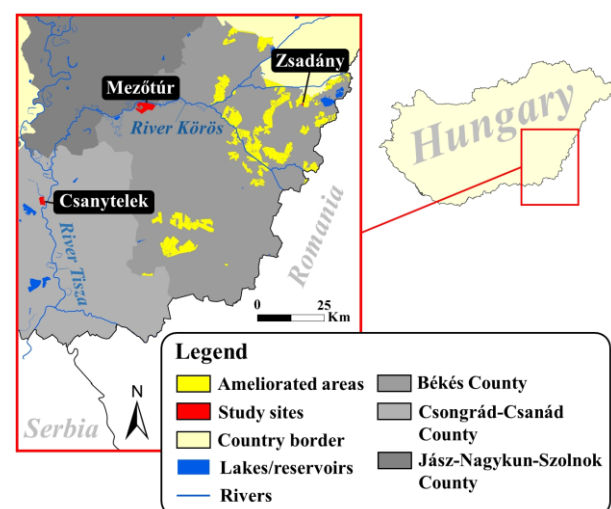 Zsadány
Mezőtúr
River Körös
Hungary
Csanytelek
River Tisza
Romania
0 25
Km
Legend
Ameliorated areas
Study sites
Country border
Lakes/reservoirs
Rivers
Békés County
Csongrád-Csanád
County
Jász-Nagykun-Szolnok
County
N
Serbia